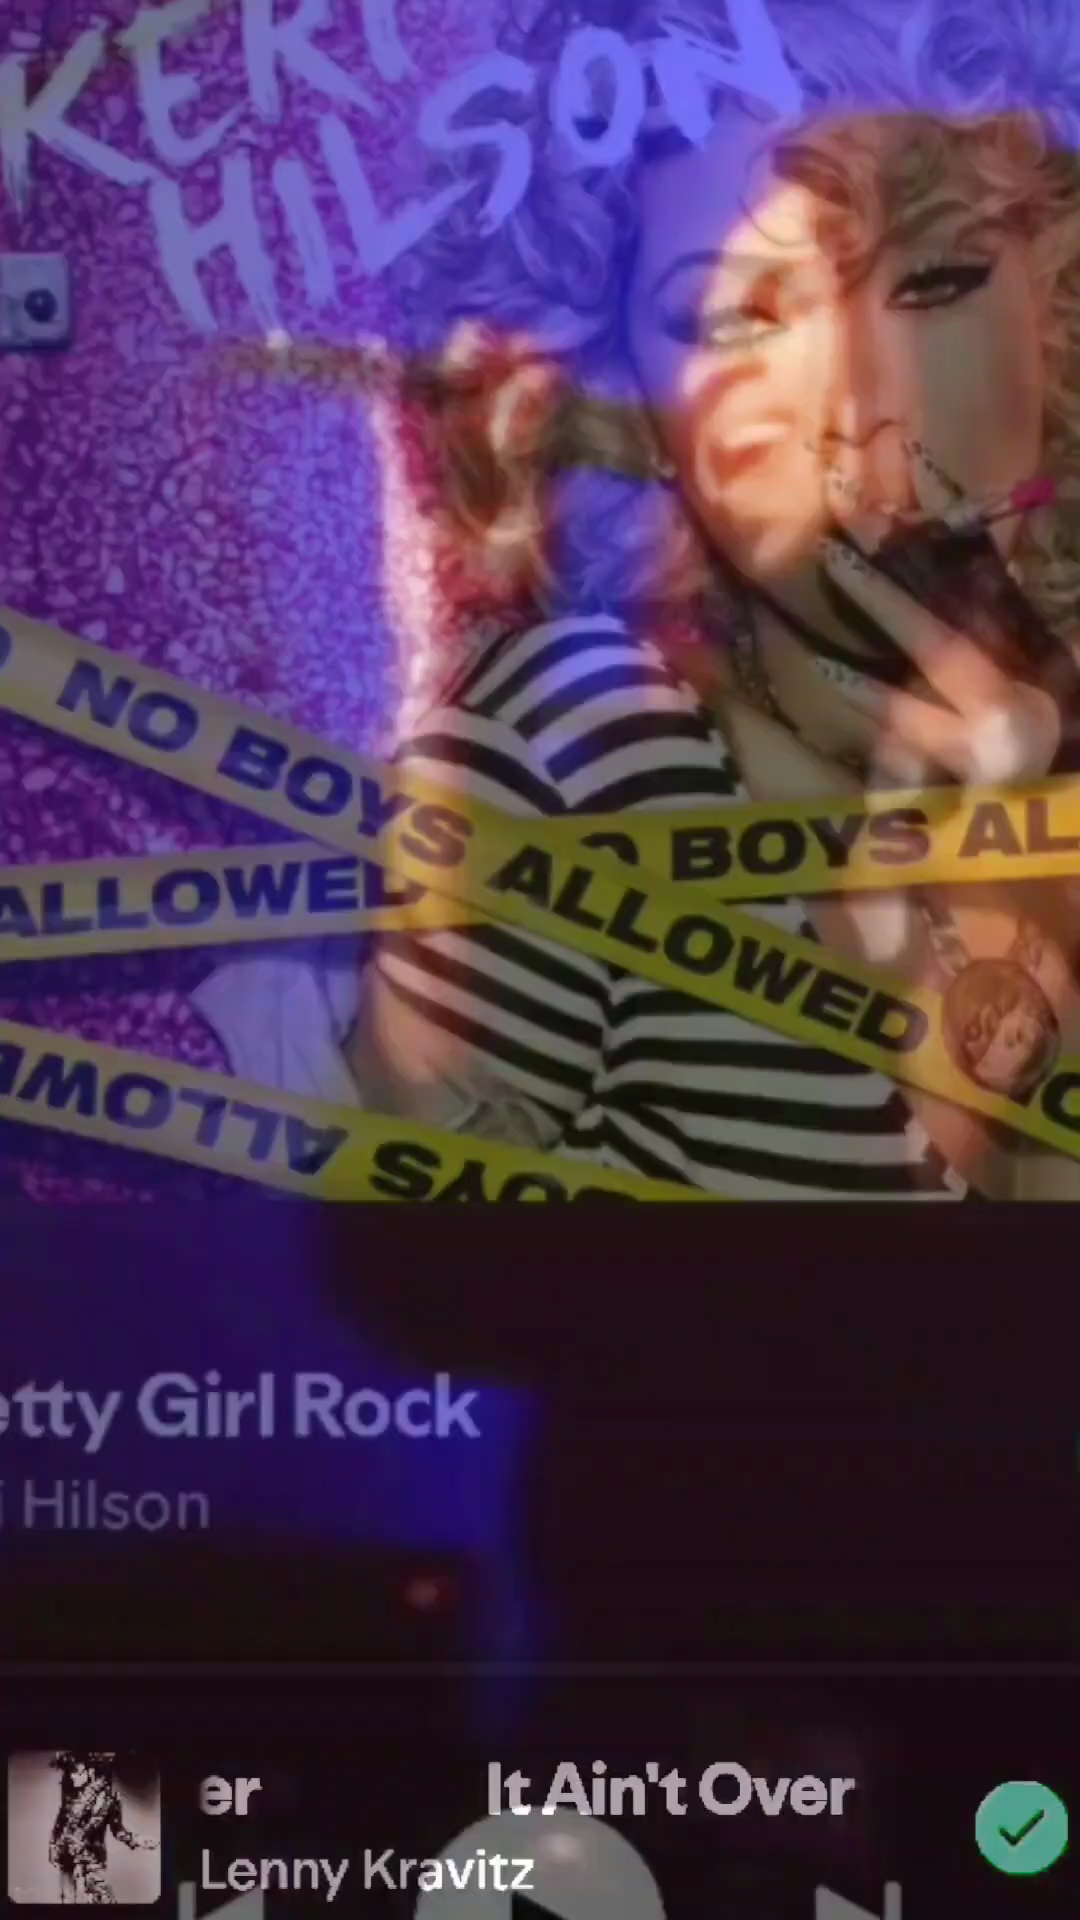 KERI
HILSON
NO BOYS ALLOWED
BOYS AL
ALLOWED
BOYS ALLOW
etty Girl Rock
i Hilson
er It Ain't Over
Lenny Kravitz